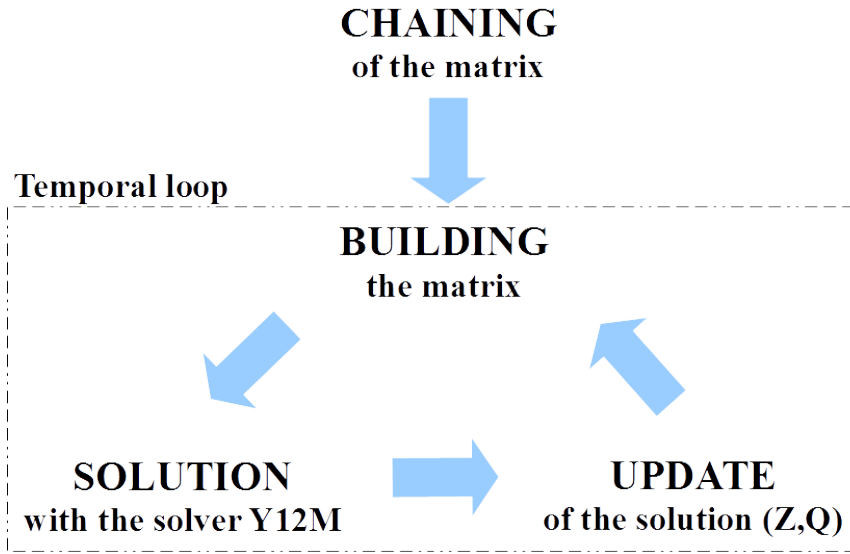 CHAINING
of the matrix
Temporal loop
BUILDING
the matrix
SOLUTION
with the solver Y12M
UPDATE
of the solution (Z,Q)